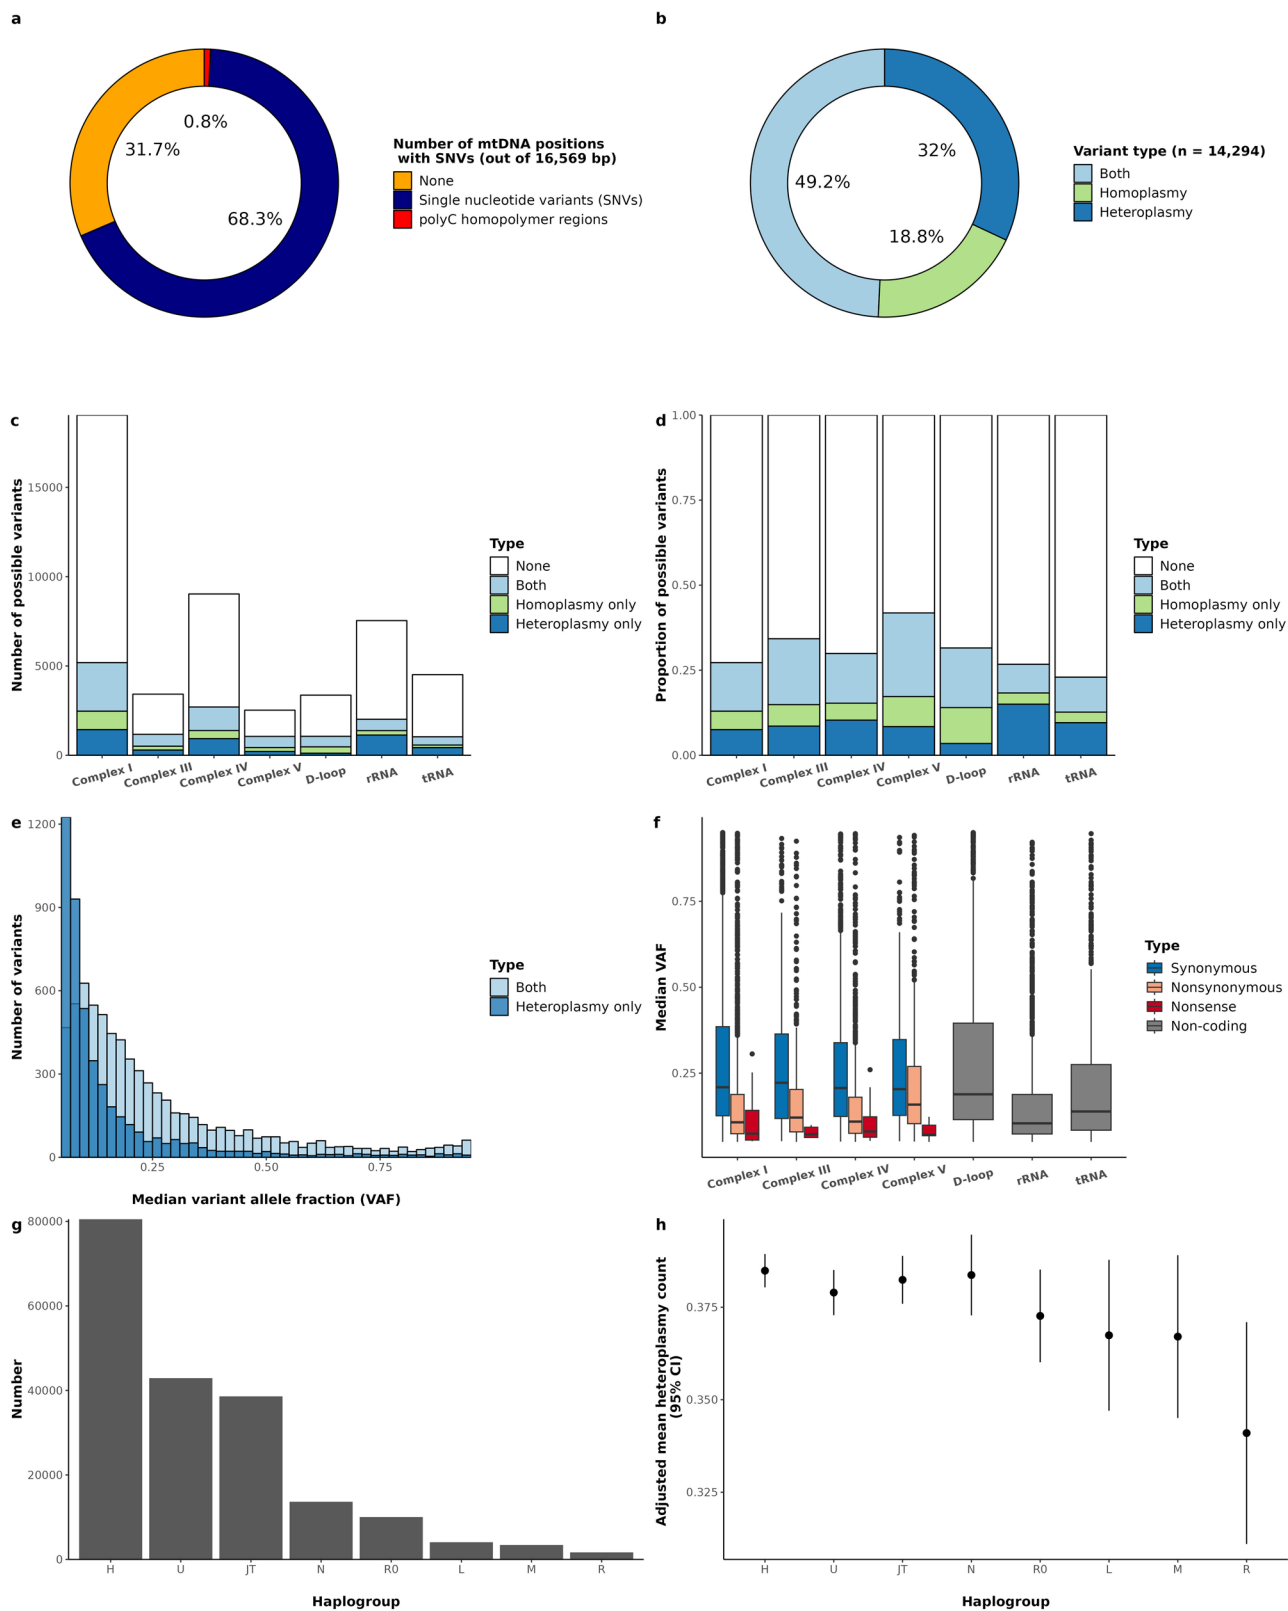 a
0.8%
31.7%
68.3%
Number of mtDNA positions
with SNVs (out of 16,569 bp)
None
Single nucleotide variants (SNVs)
polyC homopolymer regions
b
32%
49.2%
18.8%
Variant type (n = 14,294)
Both
Homoplasmy
Heteroplasmy
c
Number of possible variants
15000
10000
5000
0
Complex I
Complex III
Complex IV
Complex V
D-loop
rRNA
tRNA
Type
None
Both
Homoplasmy only
Heteroplasmy only
d
Proportion of possible variants
1.00
0.75
0.50
0.25
0.00
Complex I
Complex III
Complex IV
Complex V
D-loop
rRNA
tRNA
Type
None
Both
Homoplasmy only
Heteroplasmy only
e
Number of variants
1200
900
600
300
0
0.25
0.50
0.75
Median variant allele fraction (VAF)
Type
Both
Heteroplasmy only
f
Median VAF
0.75
0.50
0.25
Complex I
Complex III
Complex IV
Complex V
D-loop
rRNA
tRNA
Type
Synonymous
Nonsynonymous
Nonsense
Non-coding
g
Number
80000
60000
40000
20000
0
H
U
JT
N
R0
L
M
R
Haplogroup
h
Adjusted mean heteroplasmy count
(95% CI)
0.375
0.350
0.325
H
U
JT
N
R0
L
M
R
Haplogroup